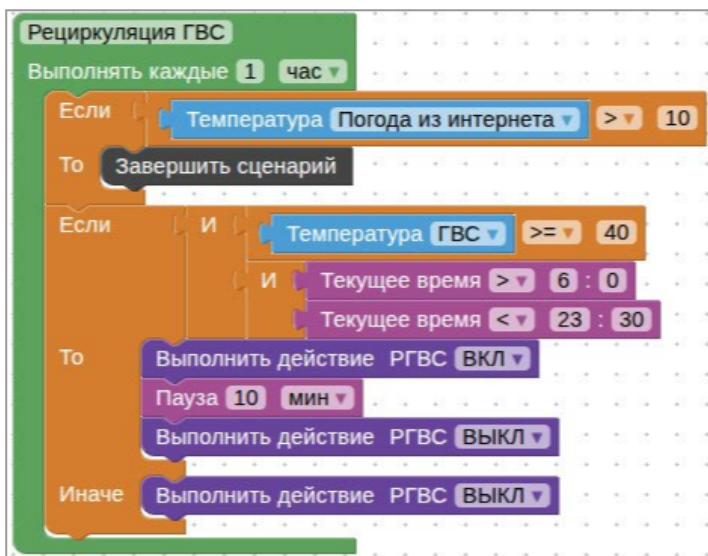 Рециркуляция ГВС
Выполнять каждые 1 час
Если Температура Погода из интернета > 10
То Завершить сценарий
Если И Температура ГВС >= 40
И Текущее время > 6 : 0
Текущее время < 23 : 30
То Выполнить действие РГВС ВКЛ
Пауза 10 мин
Выполнить действие РГВС ВЫКЛ
Иначе Выполнить действие РГВС ВЫКЛ